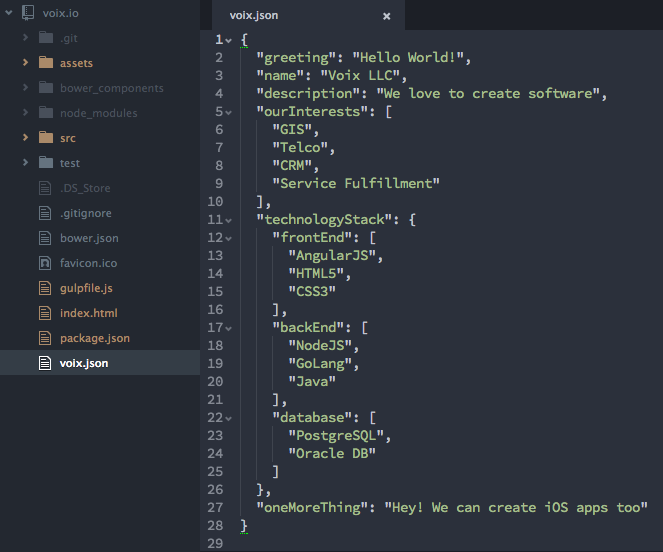 voix.io
.git
assets
bower_components
node_modules
src
test
.DS_Store
.gitignore
bower.json
favicon.ico
gulpfile.js
index.html
package.json
voix.json
voix.json ×
1 {
2 "greeting": "Hello World!",
3 "name": "Voix LLC",
4 "description": "We love to create software",
5 "ourInterests": [
6 "GIS",
7 "Telco",
8 "CRM",
9 "Service Fulfillment"
10 ],
11 "technologyStack": {
12 "frontEnd": [
13 "AngularJS",
14 "HTML5",
15 "CSS3"
16 ],
17 "backEnd": [
18 "NodeJS",
19 "GoLang",
20 "Java"
21 ],
22 "database": [
23 "PostgreSQL",
24 "Oracle DB"
25 ]
26 },
27 "oneMoreThing": "Hey! We can create iOS apps too"
28 }
29